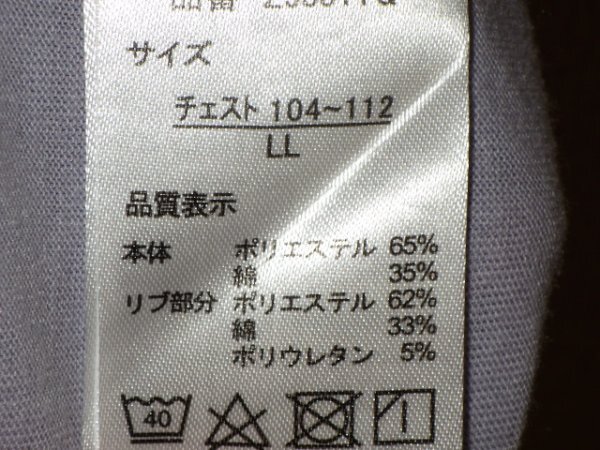 品番
サイズ
チェスト 104~112
LL
品質表示
本体 ポリエステル 65%
綿 35%
リブ部分 ポリエステル 62%
綿 33%
ポリウレタン 5%
40